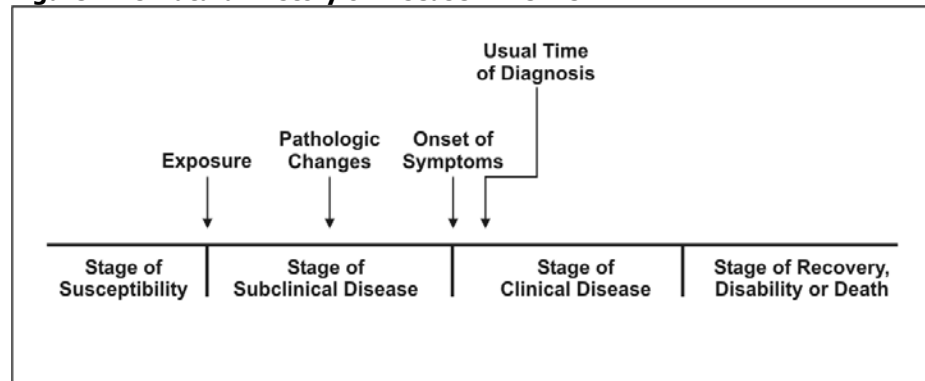 Usual Time
of Diagnosis
Pathologic
Changes
Onset of
Symptoms
Exposure
Stage of
Susceptibility
Stage of
Subclinical Disease
Stage of
Clinical Disease
Stage of Recovery,
Disability or Death